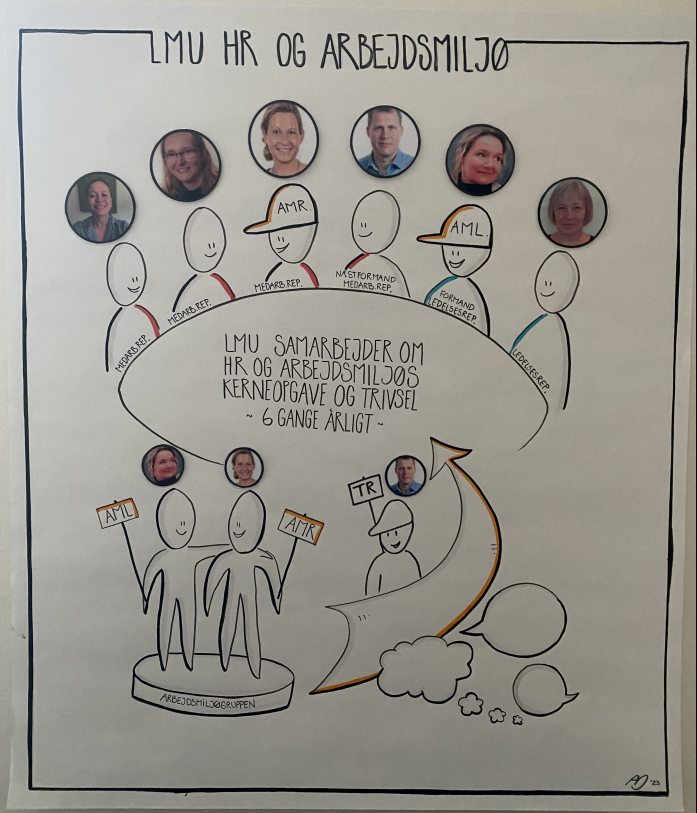 LMU HR OG ARBEJDSMILJØ
AMR.
AML.
MEDARB.REP.
MEDARB.REP.
MEDARB.REP.
NÆSTFORMAND
MEDARB.REP.
FORMAND
LEDELSESREP.
LEDELSESREP.
LMU SAMARBEJDER OM
HR OG ARBEJDSMILJØS
KERNEOPGAVE OG TRIVSEL
~ 6 GANGE ÅRLIGT ~
AML
AMR
TR
ARBEJDSMILJØGRUPPEN
'23